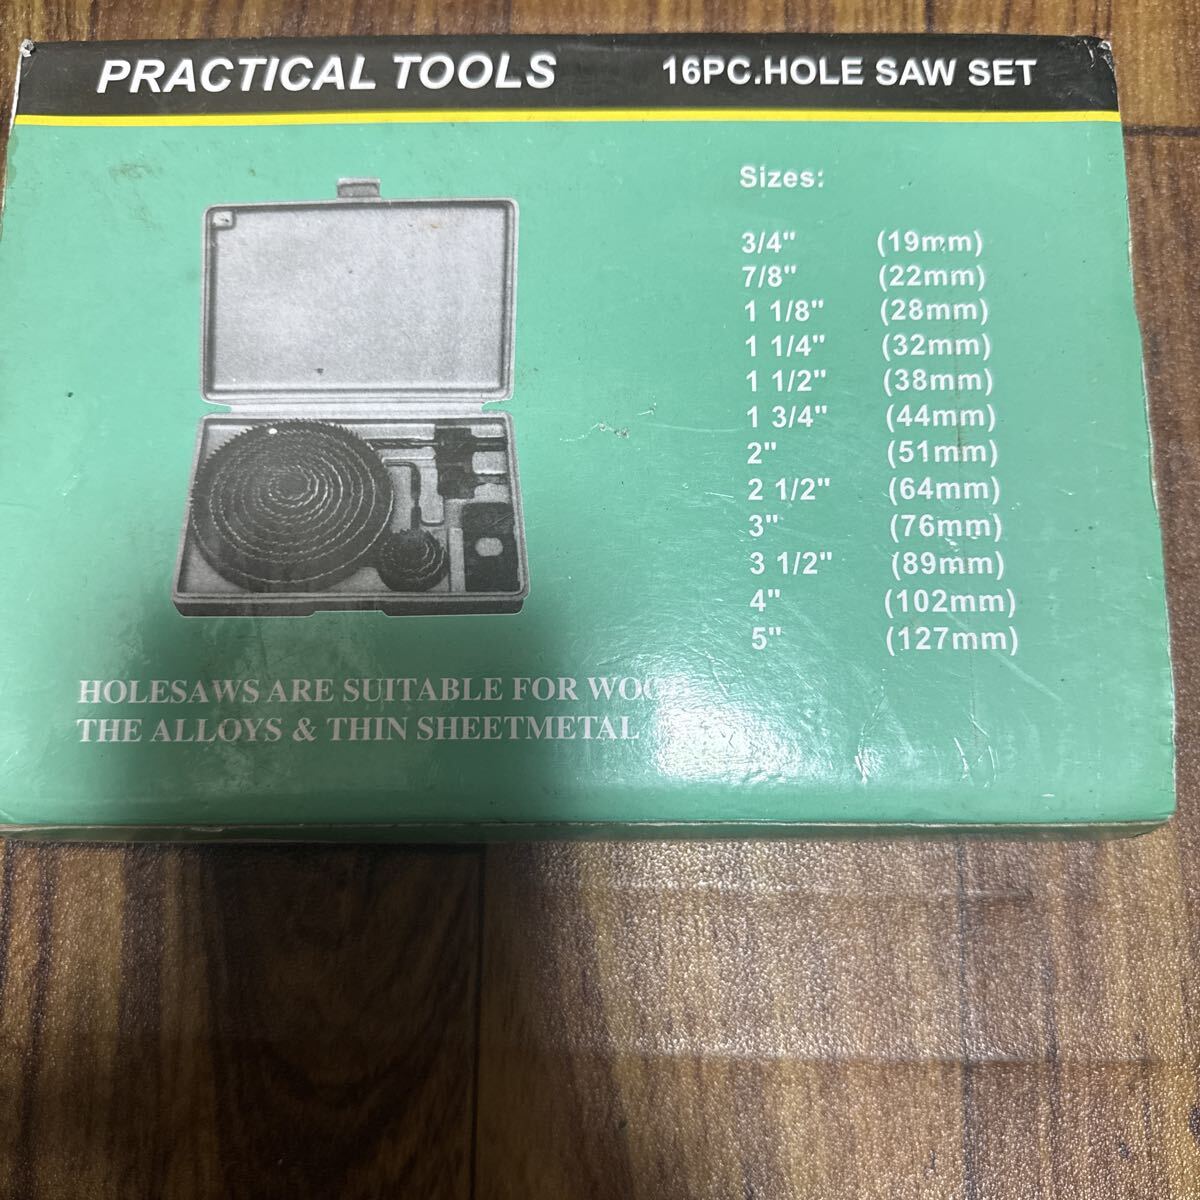 PRACTICAL TOOLS 16PC.HOLE SAW SET
Sizes:
3/4" (19mm)
7/8" (22mm)
1 1/8" (28mm)
1 1/4" (32mm)
1 1/2" (38mm)
1 3/4" (44mm)
2" (51mm)
2 1/2" (64mm)
3" (76mm)
3 1/2" (89mm)
4" (102mm)
5" (127mm)
HOLESAWS ARE SUITABLE FOR WOOD
THE ALLOYS & THIN SHEETMETAL